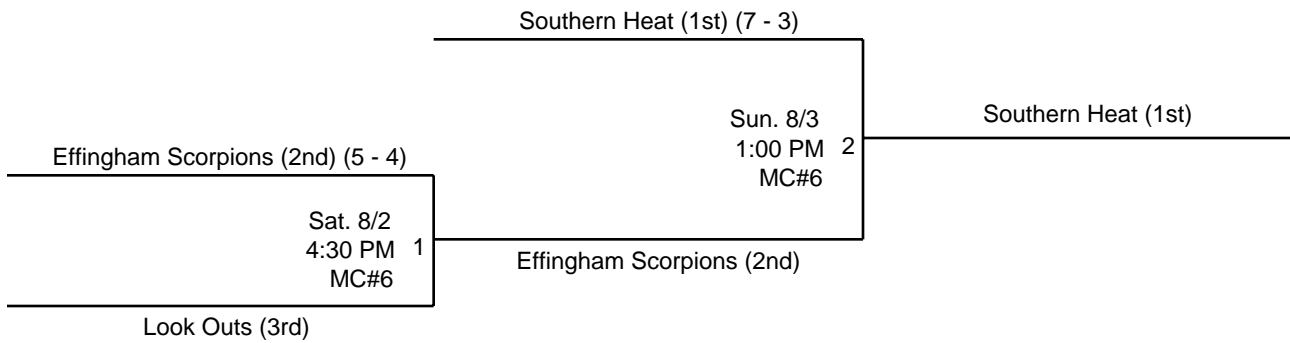 Southern Heat (1st) (7 - 3)
Sun. 8/3
1:00 PM 2
MC#6
Southern Heat (1st)
Effingham Scorpions (2nd) (5 - 4)
Sat. 8/2
4:30 PM 1
MC#6
Effingham Scorpions (2nd)
Look Outs (3rd)